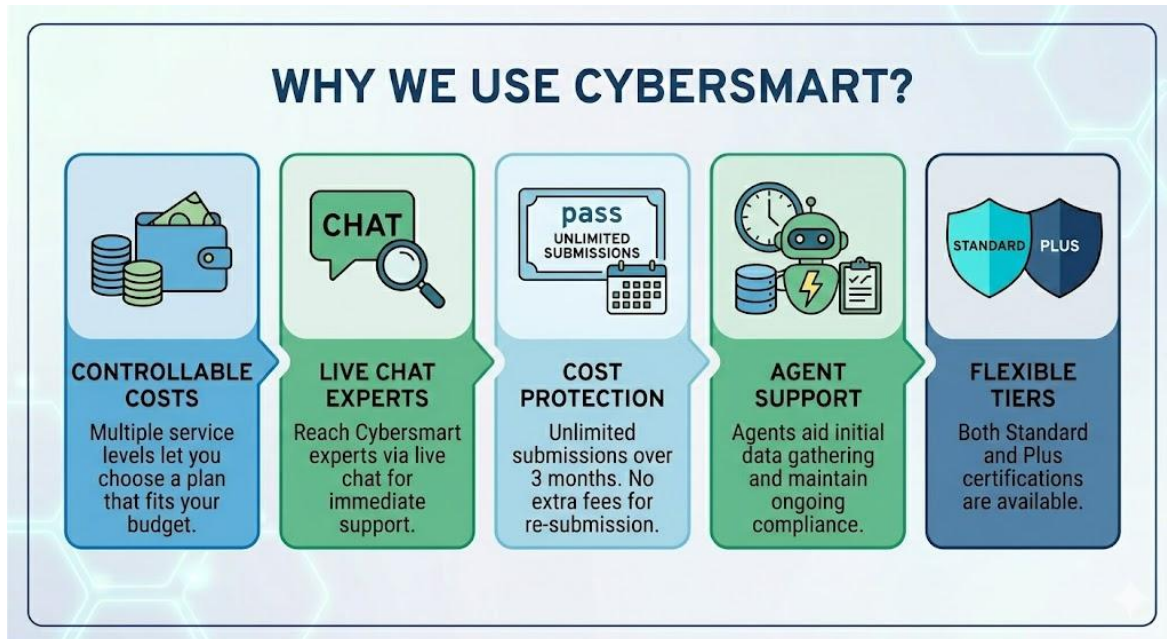 WHY WE USE CYBERSMART?
CHAT
pass
UNLIMITED
SUBMISSIONS
STANDARD
PLUS
CONTROLLABLE
COSTS
Multiple service
levels let you
choose a plan
that fits your
budget.
LIVE CHAT
EXPERTS
Reach Cybersmart
experts via live
chat for
immediate
support.
COST
PROTECTION
Unlimited
submissions over
3 months. No
extra fees for
re-submission.
AGENT
SUPPORT
Agents aid initial
data gathering
and maintain
ongoing
compliance.
FLEXIBLE
TIERS
Both Standard
and Plus
certifications
are available.